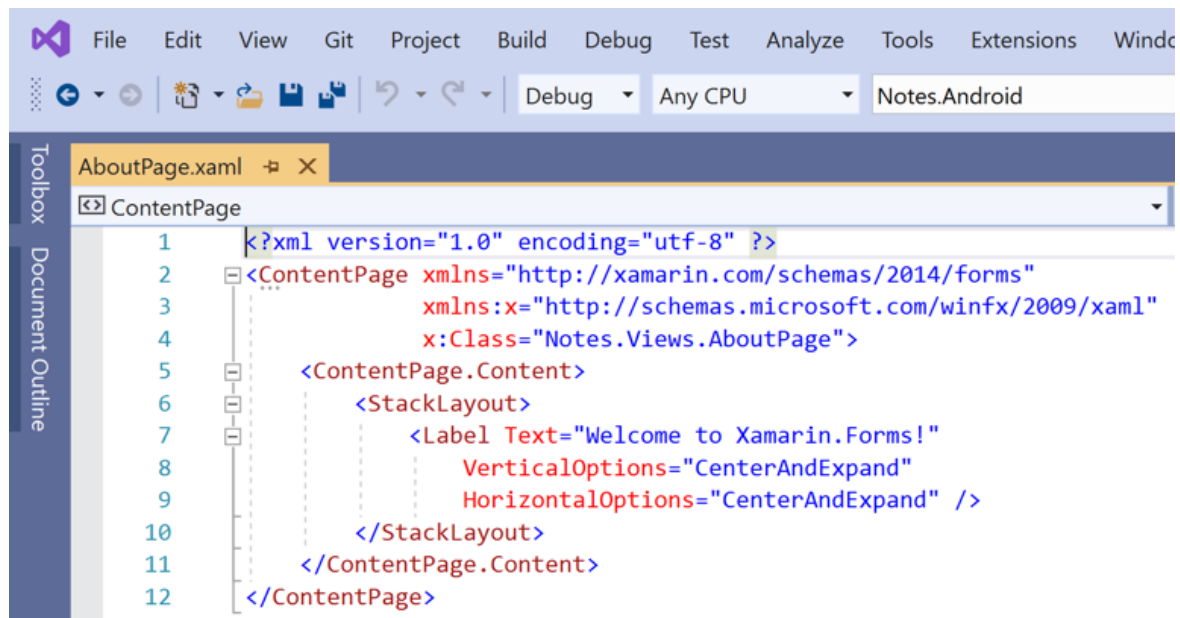 File Edit View Git Project Build Debug Test Analyze Tools Extensions Windo
Debug Any CPU Notes.Android
Toolbox
Document Outline
AboutPage.xaml
ContentPage
1 <?xml version="1.0" encoding="utf-8" ?>
2 <ContentPage xmlns="http://xamarin.com/schemas/2014/forms"
3 xmlns:x="http://schemas.microsoft.com/winfx/2009/xaml"
4 x:Class="Notes.Views.AboutPage">
5 <ContentPage.Content>
6 <StackLayout>
7 <Label Text="Welcome to Xamarin.Forms!"
8 VerticalOptions="CenterAndExpand"
9 HorizontalOptions="CenterAndExpand" />
10 </StackLayout>
11 </ContentPage.Content>
12 </ContentPage>